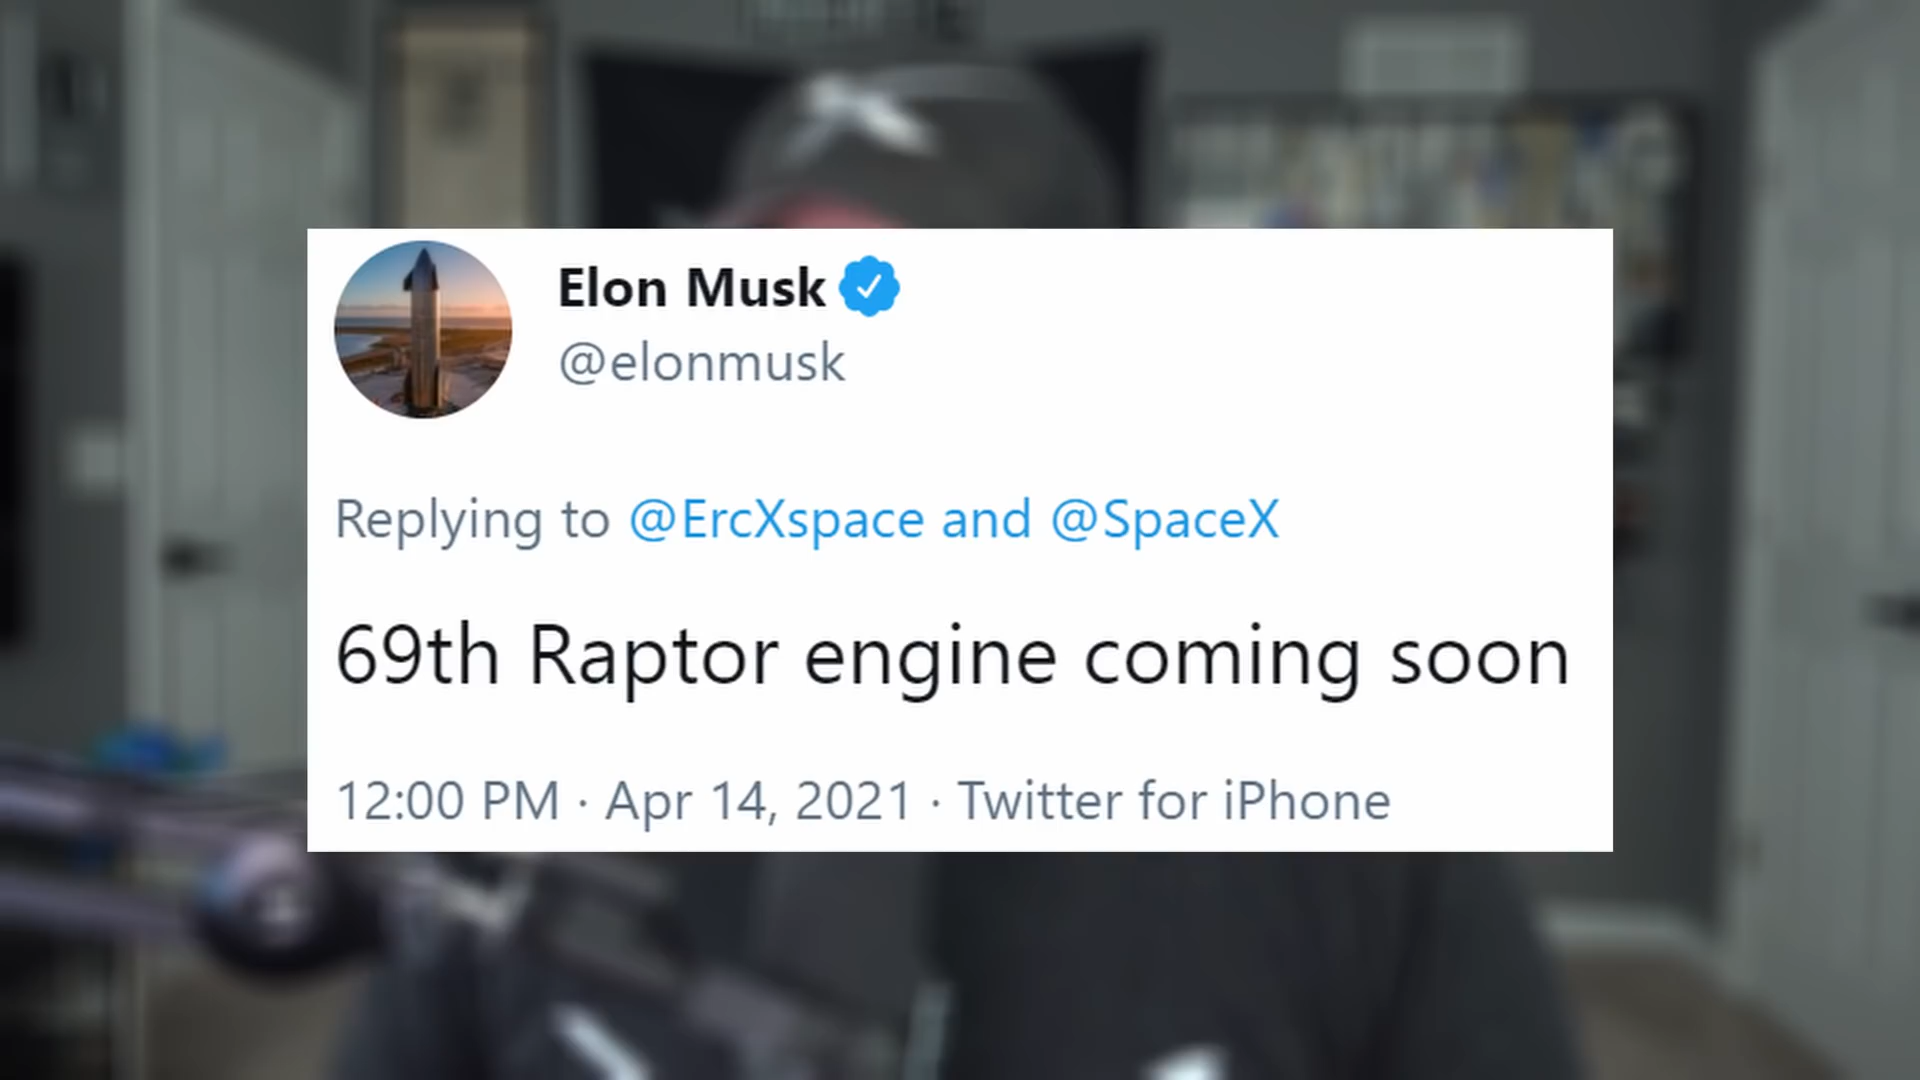 Elon Musk
@elonmusk
Replying to @ErcXspace and @SpaceX
69th Raptor engine coming soon
12:00 PM · Apr 14, 2021 · Twitter for iPhone